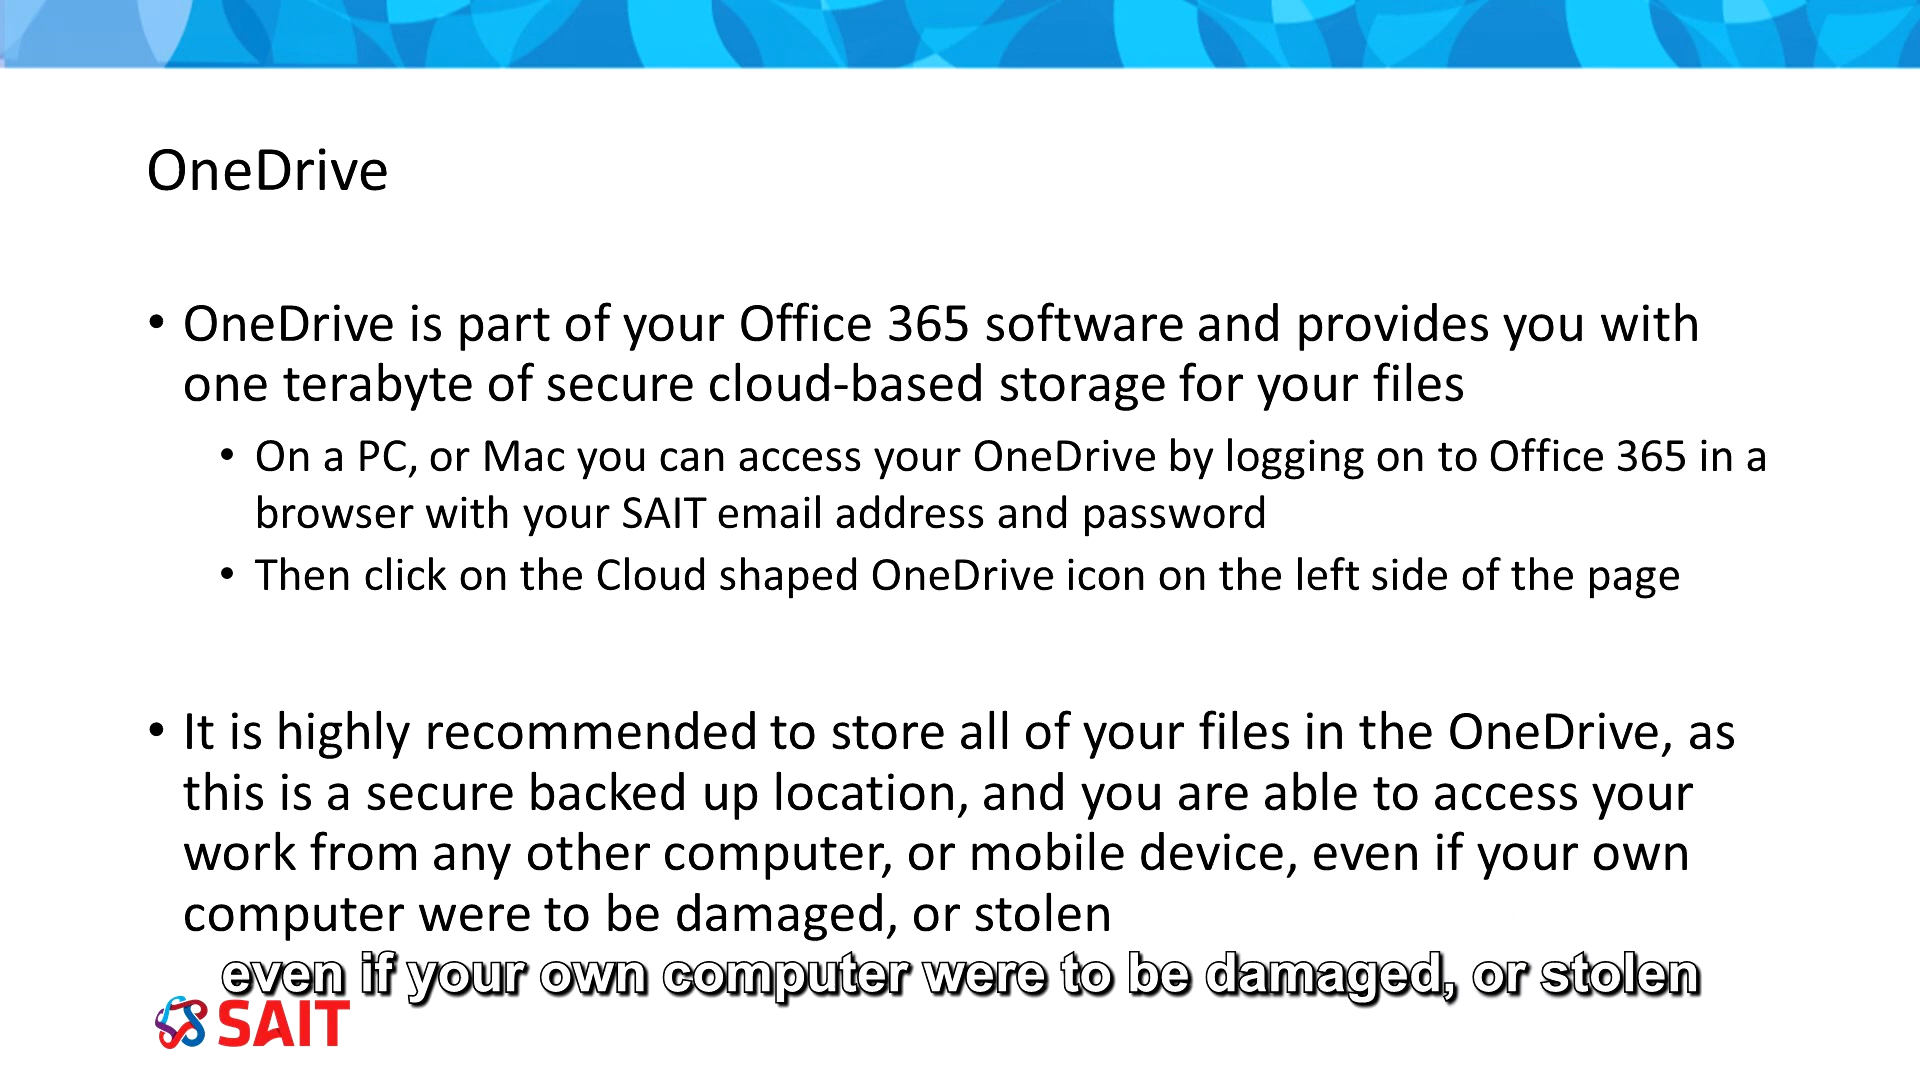 OneDrive
• OneDrive is part of your Office 365 software and provides you with
one terabyte of secure cloud-based storage for your files
• On a PC, or Mac you can access your OneDrive by logging on to Office 365 in a
browser with your SAIT email address and password
• Then click on the Cloud shaped OneDrive icon on the left side of the page
• It is highly recommended to store all of your files in the OneDrive, as
this is a secure backed up location, and you are able to access your
work from any other computer, or mobile device, even if your own
computer were to be damaged, or stolen
even if your own computer were to be damaged, or stolen
SAIT